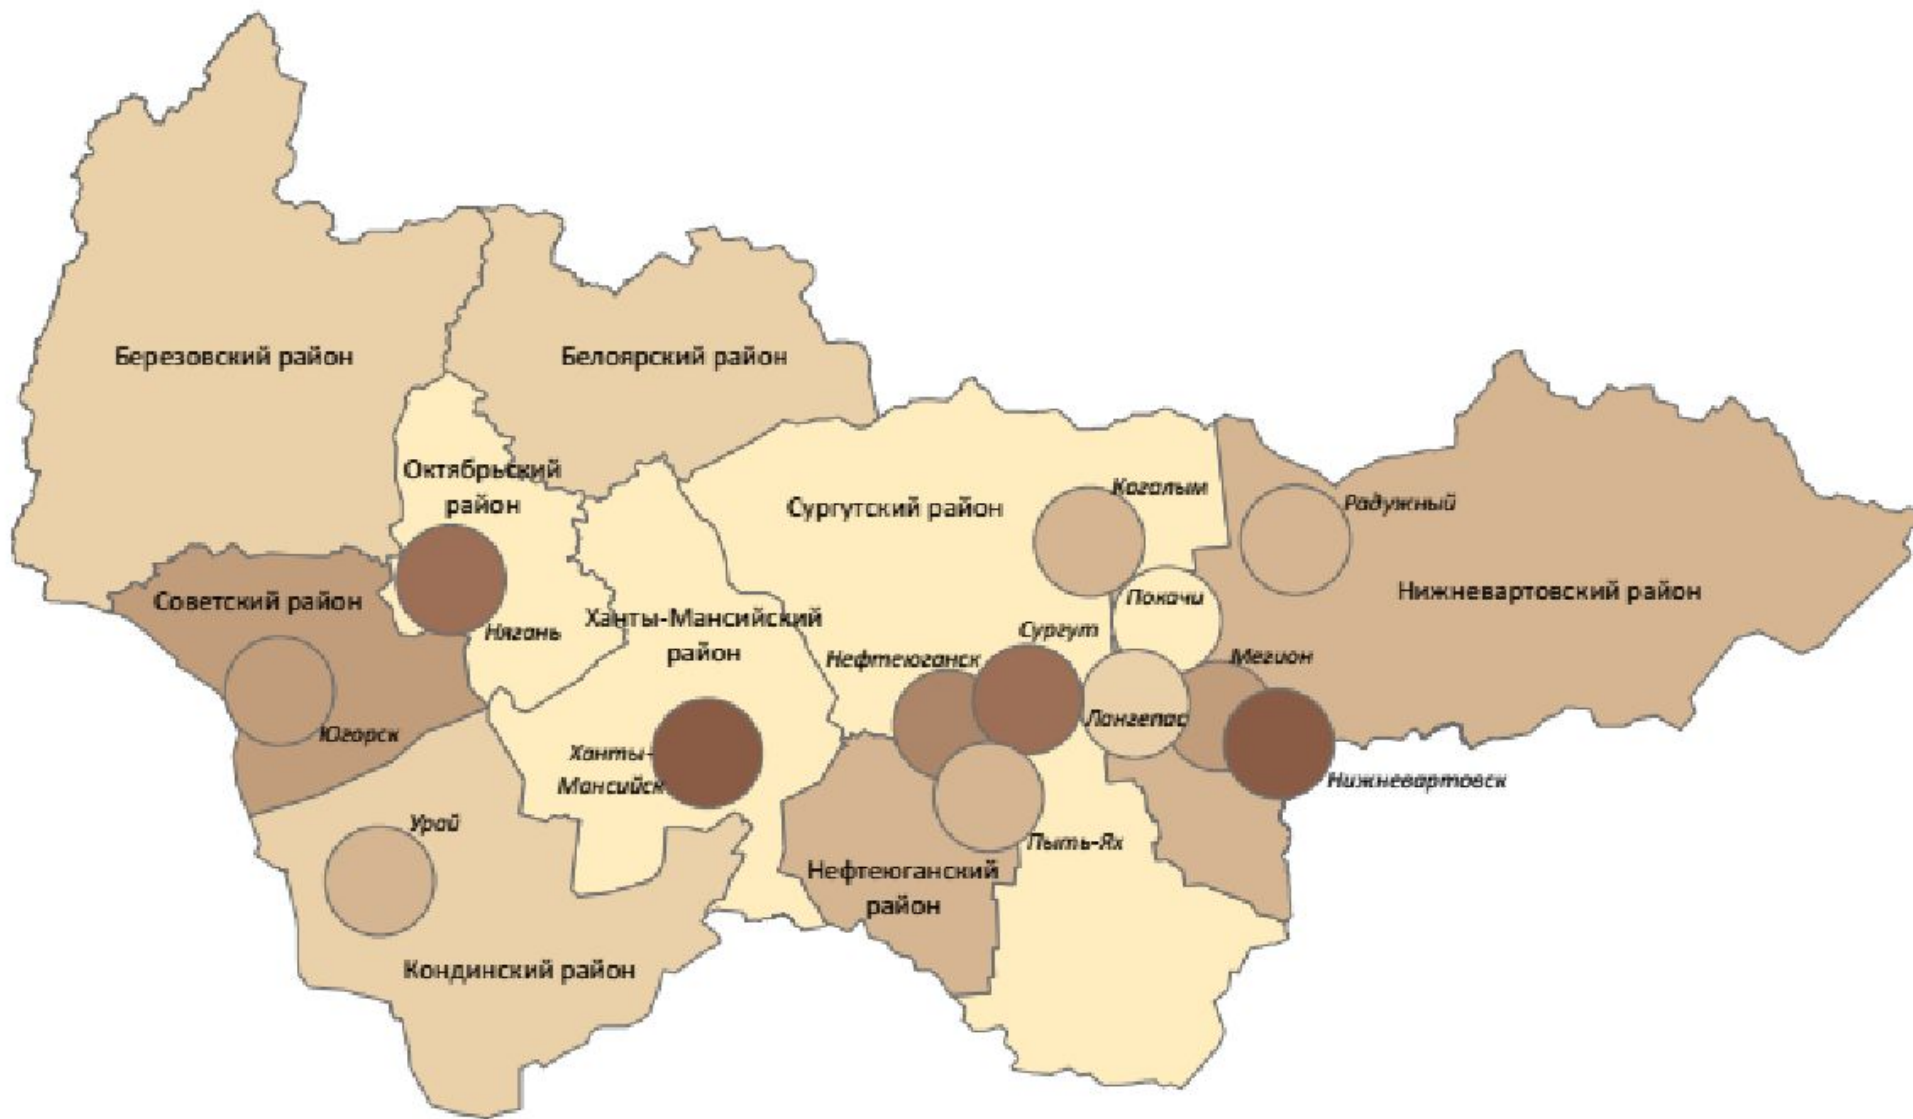 Березовский район
Белоярский район
Октябрьский
район
Сургутский район
Когалым
Радужный
Советский район
Нижневартовский район
Покачи
Ханты-Мансийский
район
Нягань
Сургут
Нефтеюганск
Мегион
Лангепас
Югорск
Ханты-
Мансийск
Нижневартовск
Урай
Пыть-Ях
Нефтеюганский
район
Кондинский район